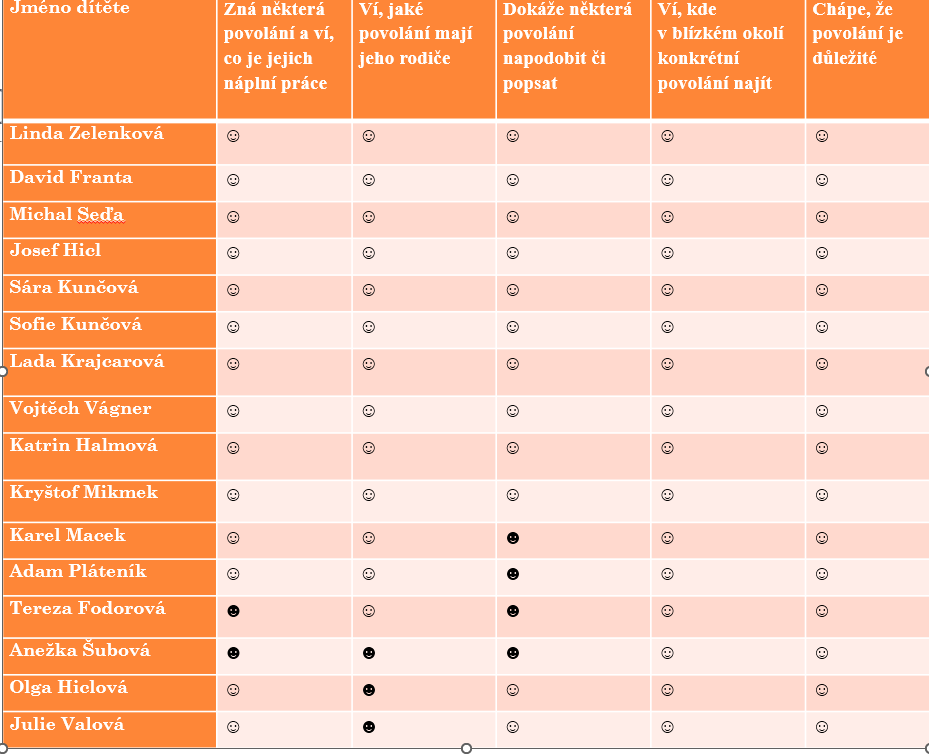 Jméno dítěte
Zná některá
povolání a ví,
co je jejich
náplní práce
Ví, jaké
povolání mají
jeho rodiče
Dokáže některá
povolání
napodobit či
popsat
Ví, kde
v blízkém okolí
konkrétní
povolání najít
Chápe, že
povolání je
důležité
Linda Zelenková ☺ ☺ ☺ ☺ ☺
David Franta ☺ ☺ ☺ ☺ ☺
Michal Seďa ☺ ☺ ☺ ☺ ☺
Josef Hicl ☺ ☺ ☺ ☺ ☺
Sára Kunčová ☺ ☺ ☺ ☺ ☺
Sofie Kunčová ☺ ☺ ☺ ☺ ☺
Lada Krajcarová ☺ ☺ ☺ ☺ ☺
Vojtěch Vágner ☺ ☺ ☺ ☺ ☺
Katrin Halmová ☺ ☺ ☺ ☺ ☺
Kryštof Mikmek ☺ ☺ ☺ ☺ ☺
Karel Macek ☺ ☺ ☻ ☺ ☺
Adam Pláteník ☺ ☺ ☻ ☺ ☺
Tereza Fodorová ☻ ☺ ☻ ☺ ☺
Anežka Šubová ☻ ☻ ☻ ☺ ☺
Olga Hiclová ☺ ☻ ☺ ☺ ☺
Julie Valová ☺ ☻ ☺ ☺ ☺